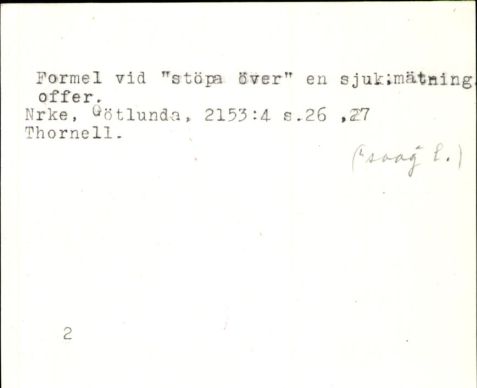 Formel vid "stöpa över" en sjuk;mätning
offer.
Nrke, Götlunda, 2153:4 s.26 ,27
Thornell.
2